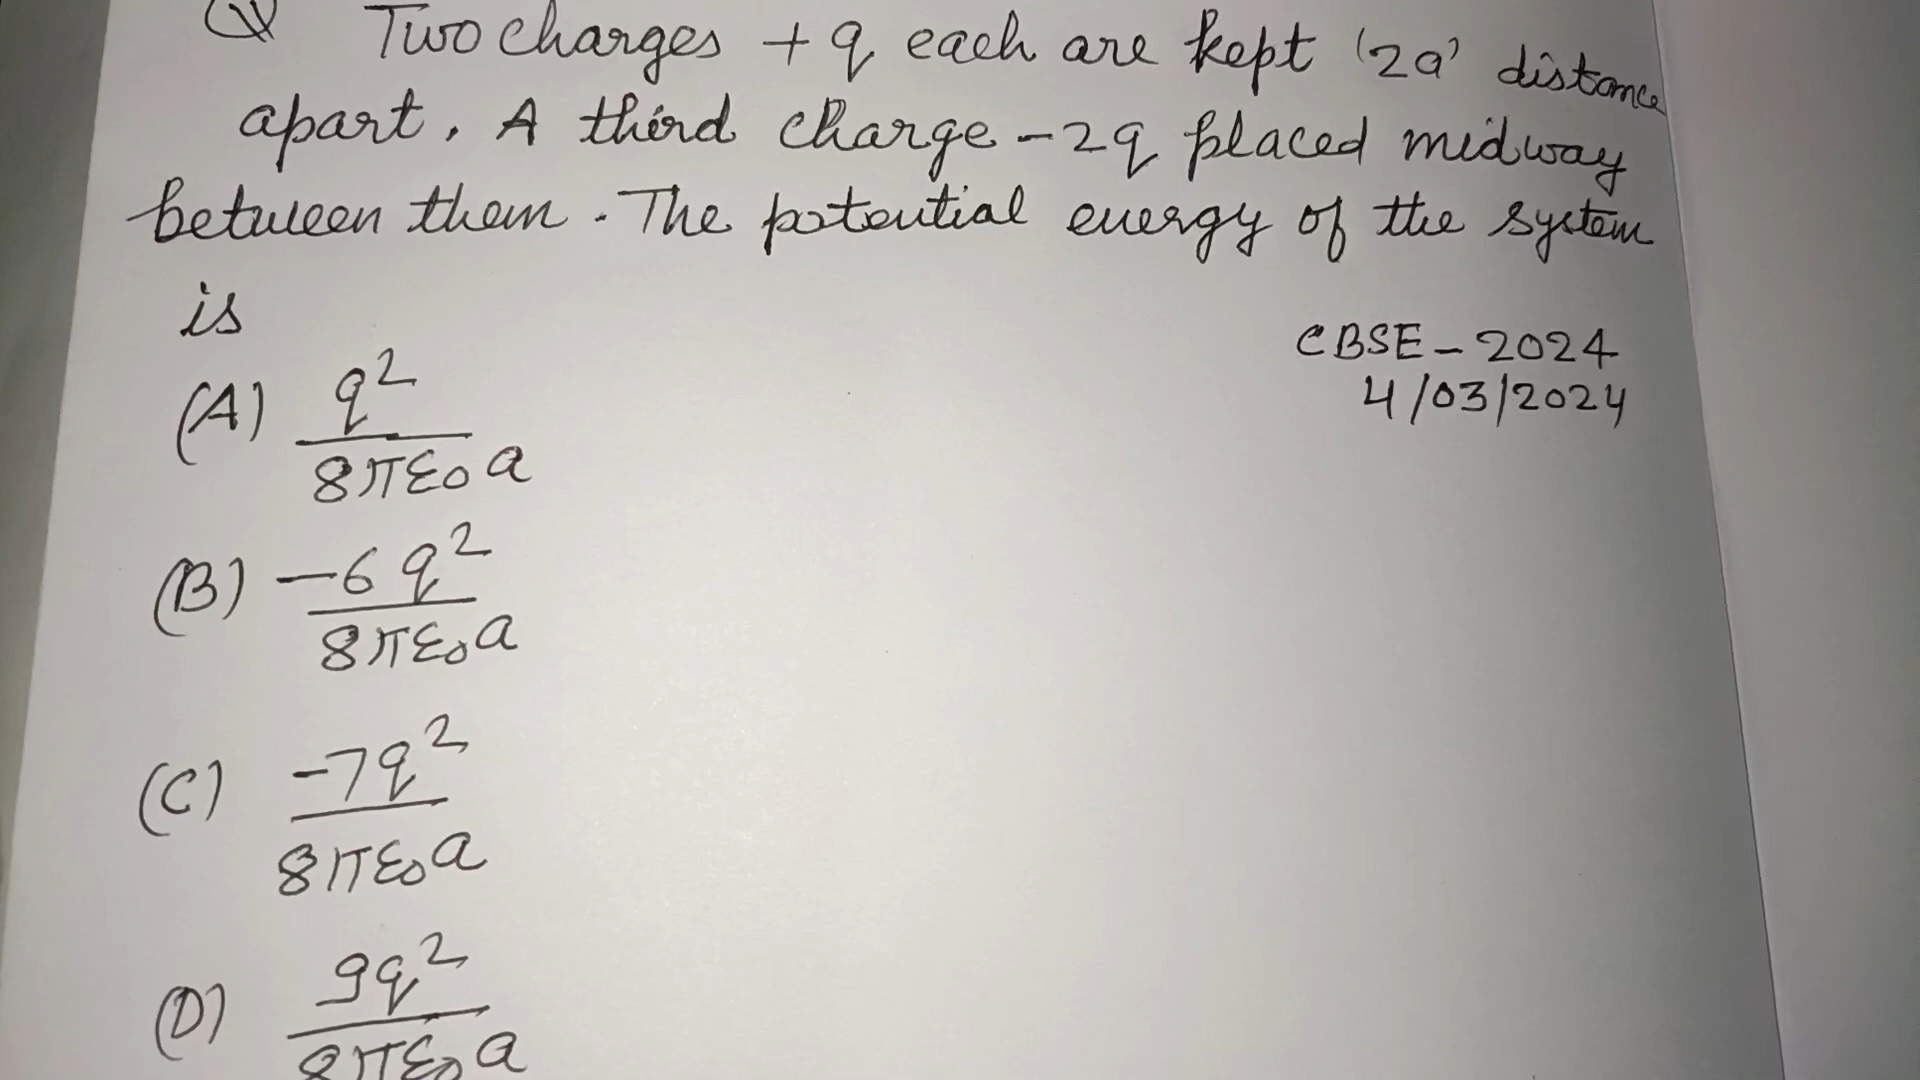 Q Two charges +q each are kept '2a' distance
apart. A third charge -2q placed midway
between them. The potential energy of the system
is
CBSE-2024
4/03/2024
(A) q²/8πε₀a
(B) -6q²/8πε₀a
(C) -7q²/8πε₀a
(D) 9q²/8πε₀a